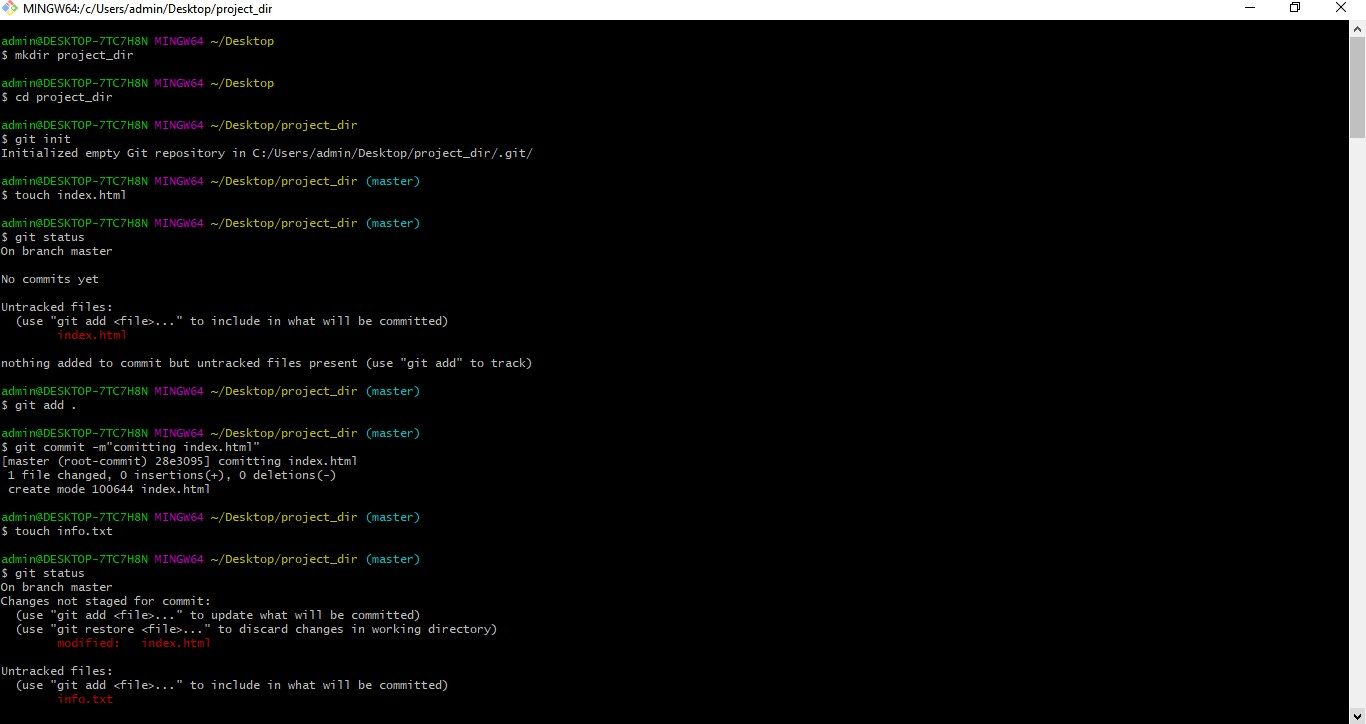 MINGW64:/c/Users/admin/Desktop/project_dir
admin@DESKTOP-7TC7H8N MINGW64 ~/Desktop
$ mkdir project_dir
admin@DESKTOP-7TC7H8N MINGW64 ~/Desktop
$ cd project_dir
admin@DESKTOP-7TC7H8N MINGW64 ~/Desktop/project_dir
$ git init
Initialized empty Git repository in C:/Users/admin/Desktop/project_dir/.git/
admin@DESKTOP-7TC7H8N MINGW64 ~/Desktop/project_dir (master)
$ touch index.html
admin@DESKTOP-7TC7H8N MINGW64 ~/Desktop/project_dir (master)
$ git status
On branch master
No commits yet
Untracked files:
  (use "git add <file>..." to include in what will be committed)
        index.html
nothing added to commit but untracked files present (use "git add" to track)
admin@DESKTOP-7TC7H8N MINGW64 ~/Desktop/project_dir (master)
$ git add .
admin@DESKTOP-7TC7H8N MINGW64 ~/Desktop/project_dir (master)
$ git commit -m"comitting index.html"
[master (root-commit) 28e3095] comitting index.html
 1 file changed, 0 insertions(+), 0 deletions(-)
 create mode 100644 index.html
admin@DESKTOP-7TC7H8N MINGW64 ~/Desktop/project_dir (master)
$ touch info.txt
admin@DESKTOP-7TC7H8N MINGW64 ~/Desktop/project_dir (master)
$ git status
On branch master
Changes not staged for commit:
  (use "git add <file>..." to update what will be committed)
  (use "git restore <file>..." to discard changes in working directory)
        modified:   index.html
Untracked files:
  (use "git add <file>..." to include in what will be committed)
        info.txt